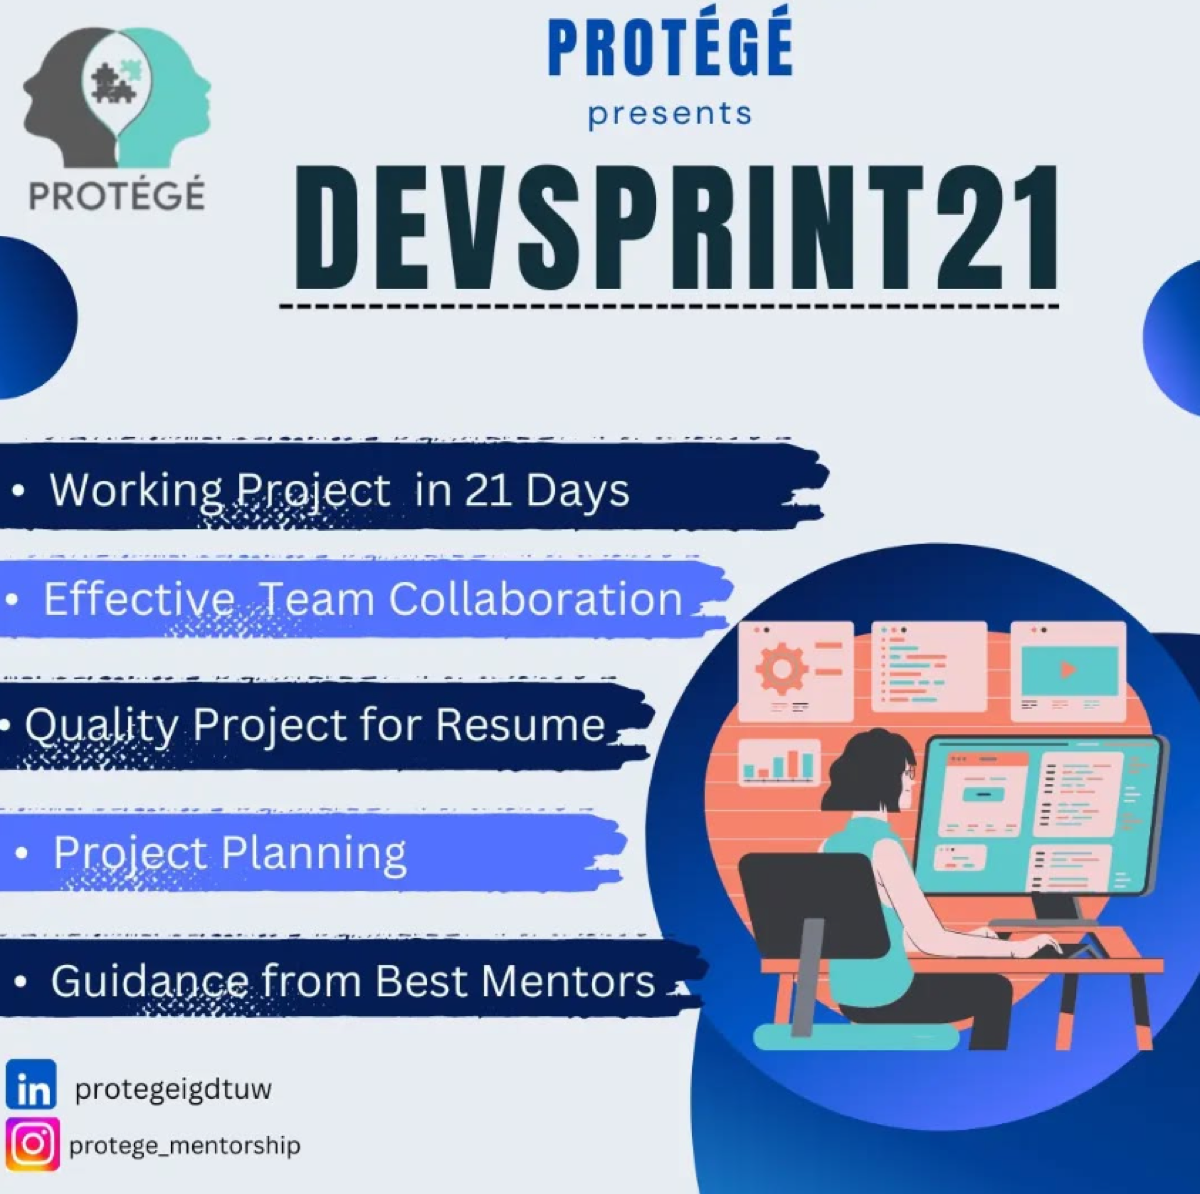 PROTÉGÉ
PROTÉGÉ
presents
DEVSPRINT21
• Working Project in 21 Days
• Effective Team Collaboration
• Quality Project for Resume
• Project Planning
• Guidance from Best Mentors
in protegeigdtuw
protege_mentorship